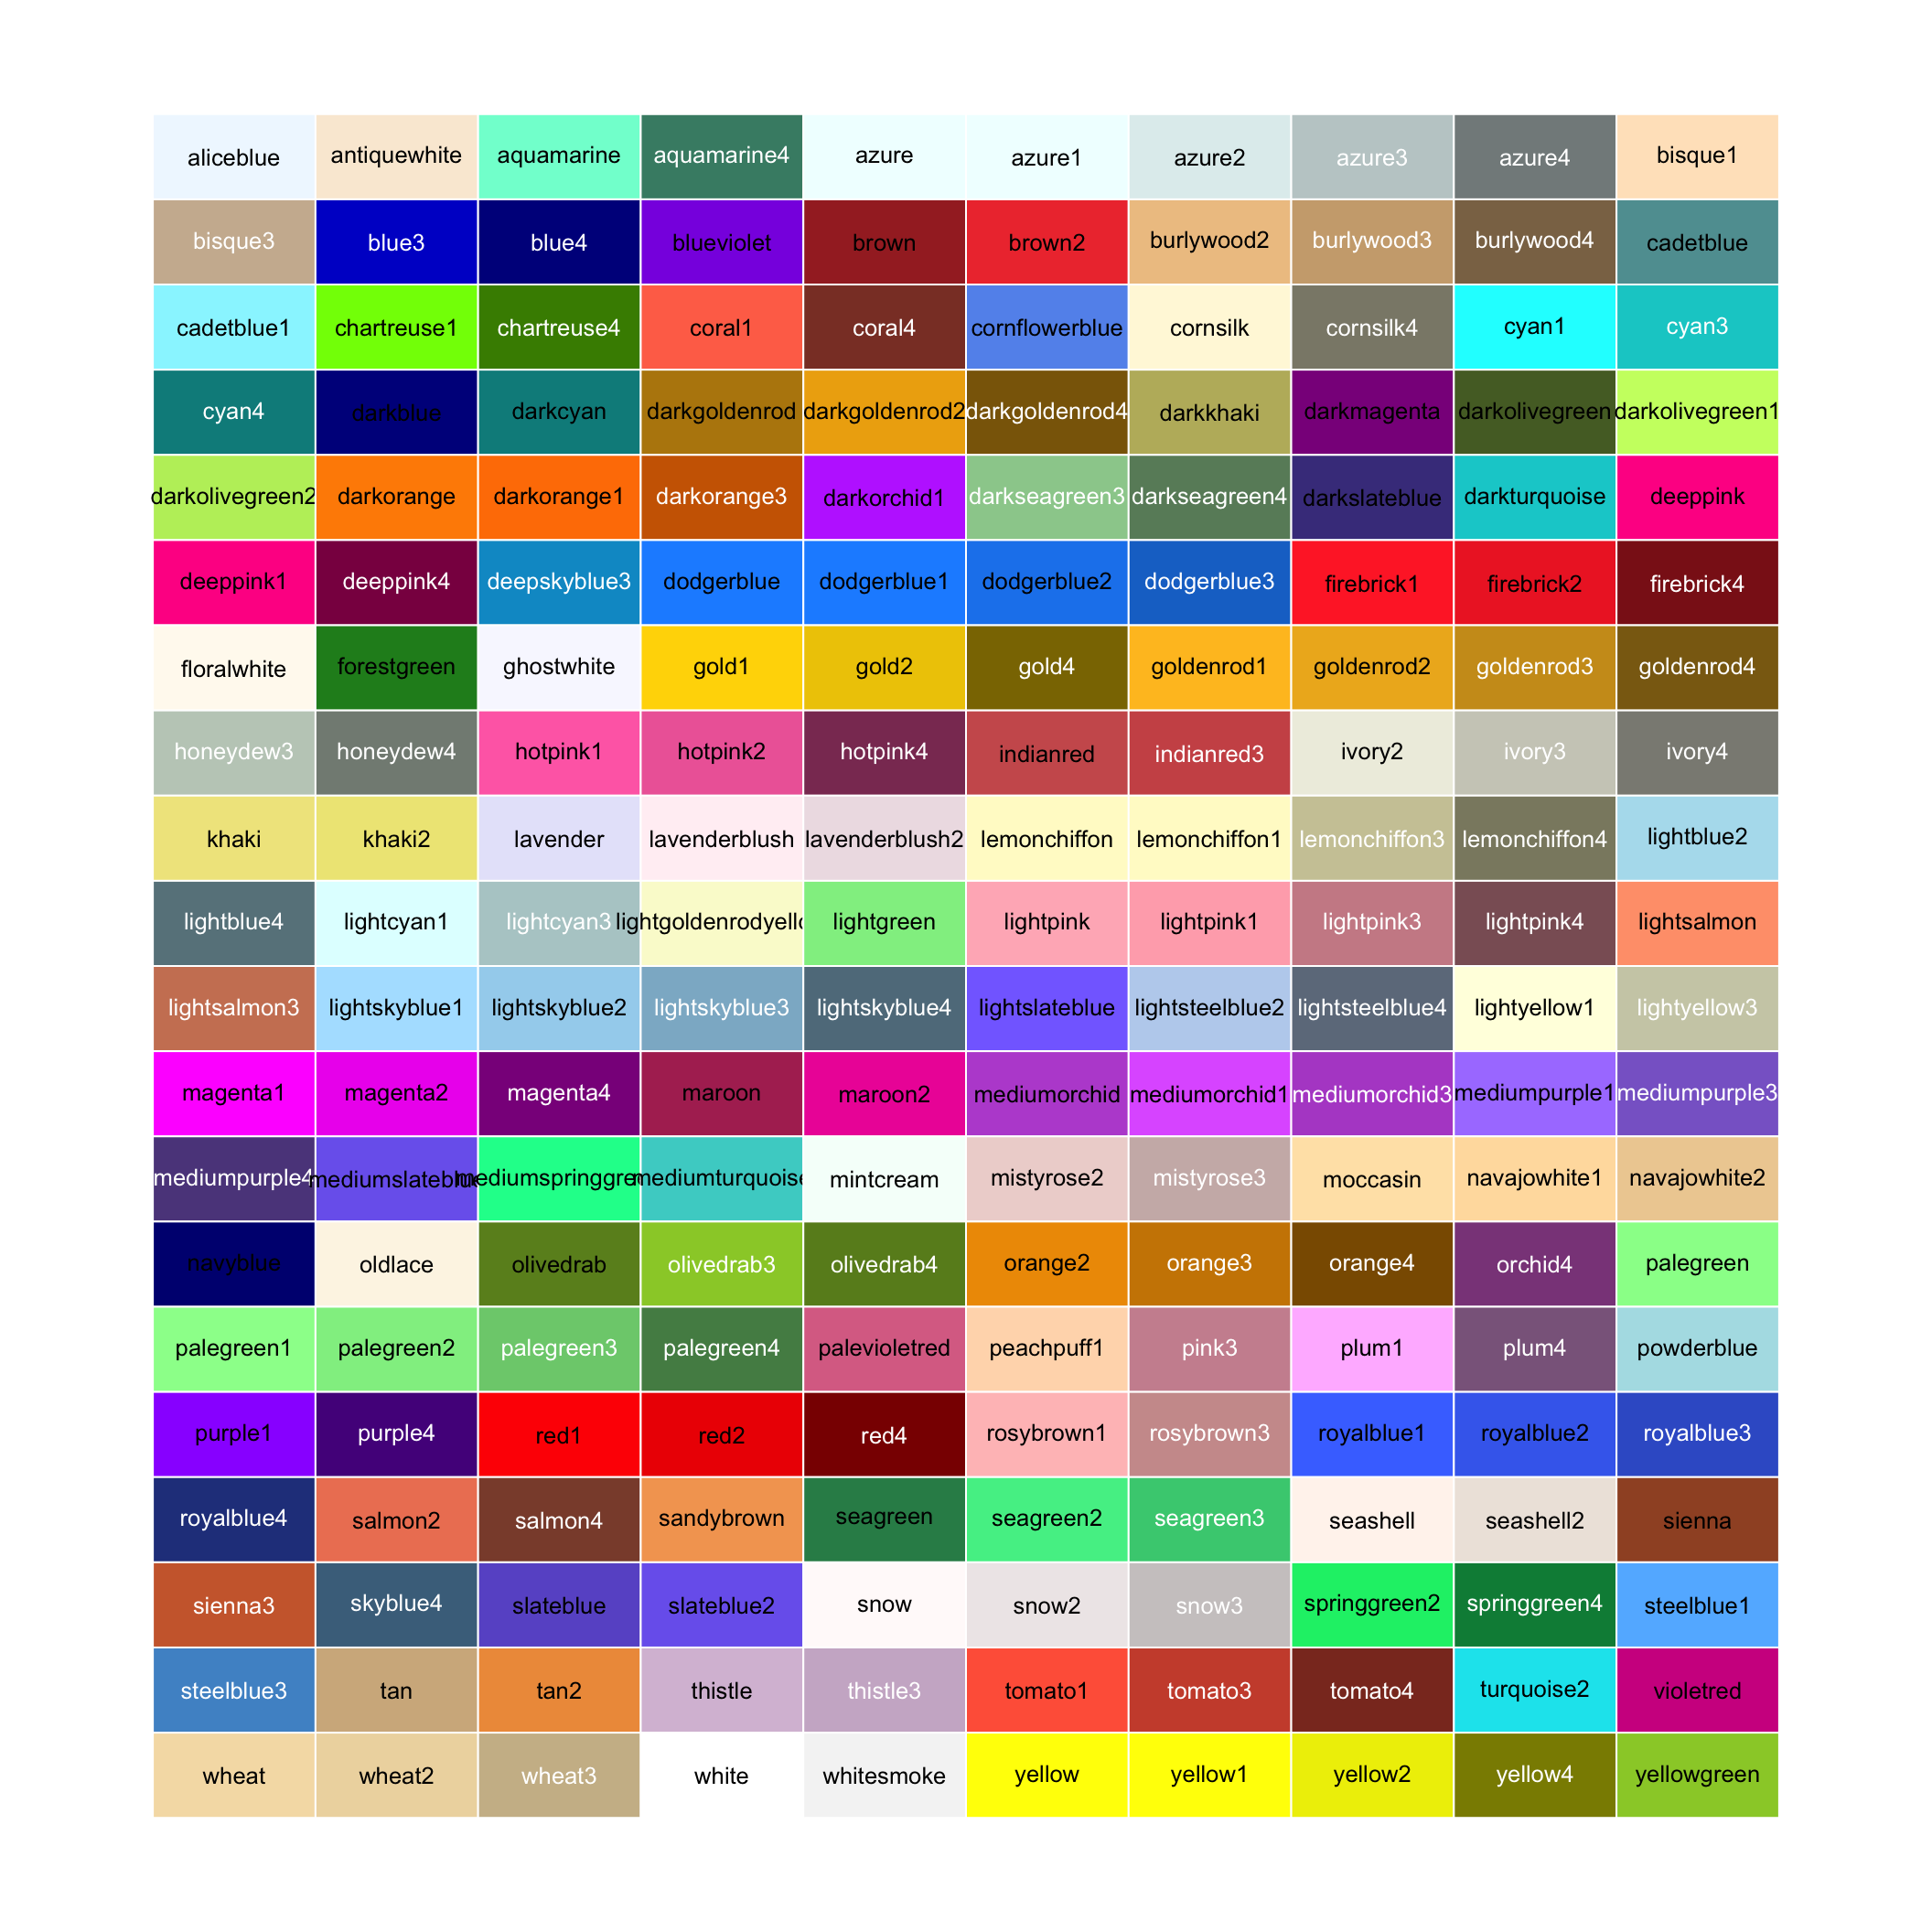 aliceblue antiquewhite aquamarine aquamarine4 azure azure1 azure2 azure3 azure4 bisque1
bisque3 blue3 blue4 blueviolet brown brown2 burlywood2 burlywood3 burlywood4 cadetblue
cadetblue1 chartreuse1 chartreuse4 coral1 coral4 cornflowerblue cornsilk cornsilk4 cyan1 cyan3
cyan4 darkblue darkcyan darkgoldenrod darkgoldenrod2 darkgoldenrod4 darkkhaki darkmagenta darkolivegreen darkolivegreen1
darkolivegreen2 darkorange darkorange1 darkorange3 darkorchid1 darkseagreen3 darkseagreen4 darkslateblue darkturquoise deeppink
deeppink1 deeppink4 deepskyblue3 dodgerblue dodgerblue1 dodgerblue2 dodgerblue3 firebrick1 firebrick2 firebrick4
floralwhite forestgreen ghostwhite gold1 gold2 gold4 goldenrod1 goldenrod2 goldenrod3 goldenrod4
honeydew3 honeydew4 hotpink1 hotpink2 hotpink4 indianred indianred3 ivory2 ivory3 ivory4
khaki khaki2 lavender lavenderblush lavenderblush2 lemonchiffon lemonchiffon1 lemonchiffon3 lemonchiffon4 lightblue2
lightblue4 lightcyan1 lightcyan3 lightgoldenrodyello lightgreen lightpink lightpink1 lightpink3 lightpink4 lightsalmon
lightsalmon3 lightskyblue1 lightskyblue2 lightskyblue3 lightskyblue4 lightslateblue lightsteelblue2 lightsteelblue4 lightyellow1 lightyellow3
magenta1 magenta2 magenta4 maroon maroon2 mediumorchid mediumorchid1 mediumorchid3 mediumpurple1 mediumpurple3
mediumpurple4 mediumslateblu mediumspringgre mediumturquoise mintcream mistyrose2 mistyrose3 moccasin navajowhite1 navajowhite2
navyblue oldlace olivedrab olivedrab3 olivedrab4 orange2 orange3 orange4 orchid4 palegreen
palegreen1 palegreen2 palegreen3 palegreen4 palevioletred peachpuff1 pink3 plum1 plum4 powderblue
purple1 purple4 red1 red2 red4 rosybrown1 rosybrown3 royalblue1 royalblue2 royalblue3
royalblue4 salmon2 salmon4 sandybrown seagreen seagreen2 seagreen3 seashell seashell2 sienna
sienna3 skyblue4 slateblue slateblue2 snow snow2 snow3 springgreen2 springgreen4 steelblue1
steelblue3 tan tan2 thistle thistle3 tomato1 tomato3 tomato4 turquoise2 violetred
wheat wheat2 wheat3 white whitesmoke yellow yellow1 yellow2 yellow4 yellowgreen